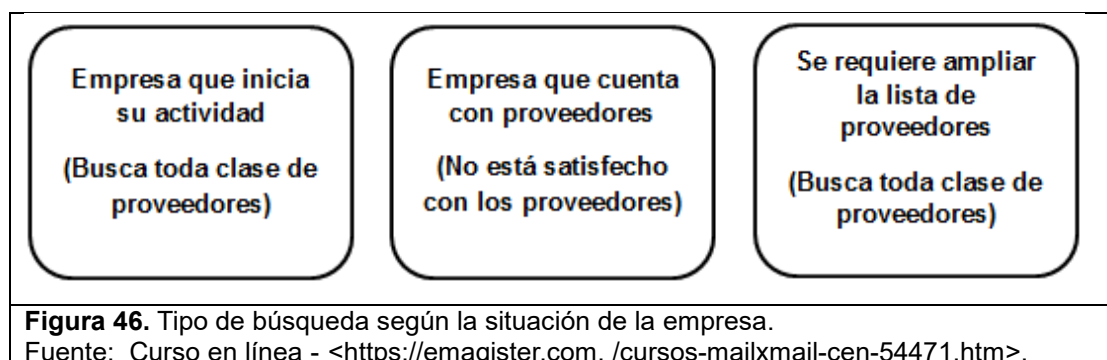 Empresa que inicia
su actividad
(Busca toda clase de
proveedores)
Empresa que cuenta
con proveedores
(No está satisfecho
con los proveedores)
Se requiere ampliar
la lista de
proveedores
(Busca toda clase de
proveedores)
Figura 46. Tipo de búsqueda según la situación de la empresa.
Fuente: Curso en línea - <https://emagister.com. /cursos-mailxmail-cen-54471.htm>.